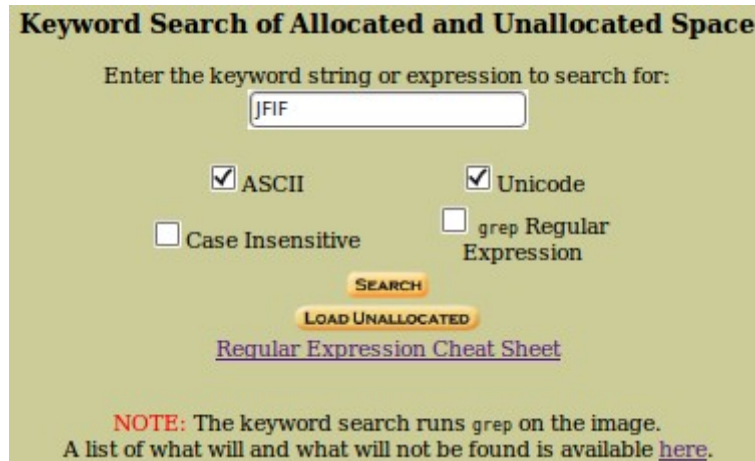 Keyword Search of Allocated and Unallocated Space
Enter the keyword string or expression to search for:
JFIF
ASCII
Unicode
Case Insensitive
grep Regular
Expression
SEARCH
LOAD UNALLOCATED
Regular Expression Cheat Sheet
NOTE: The keyword search runs grep on the image.
A list of what will and what will not be found is available here.